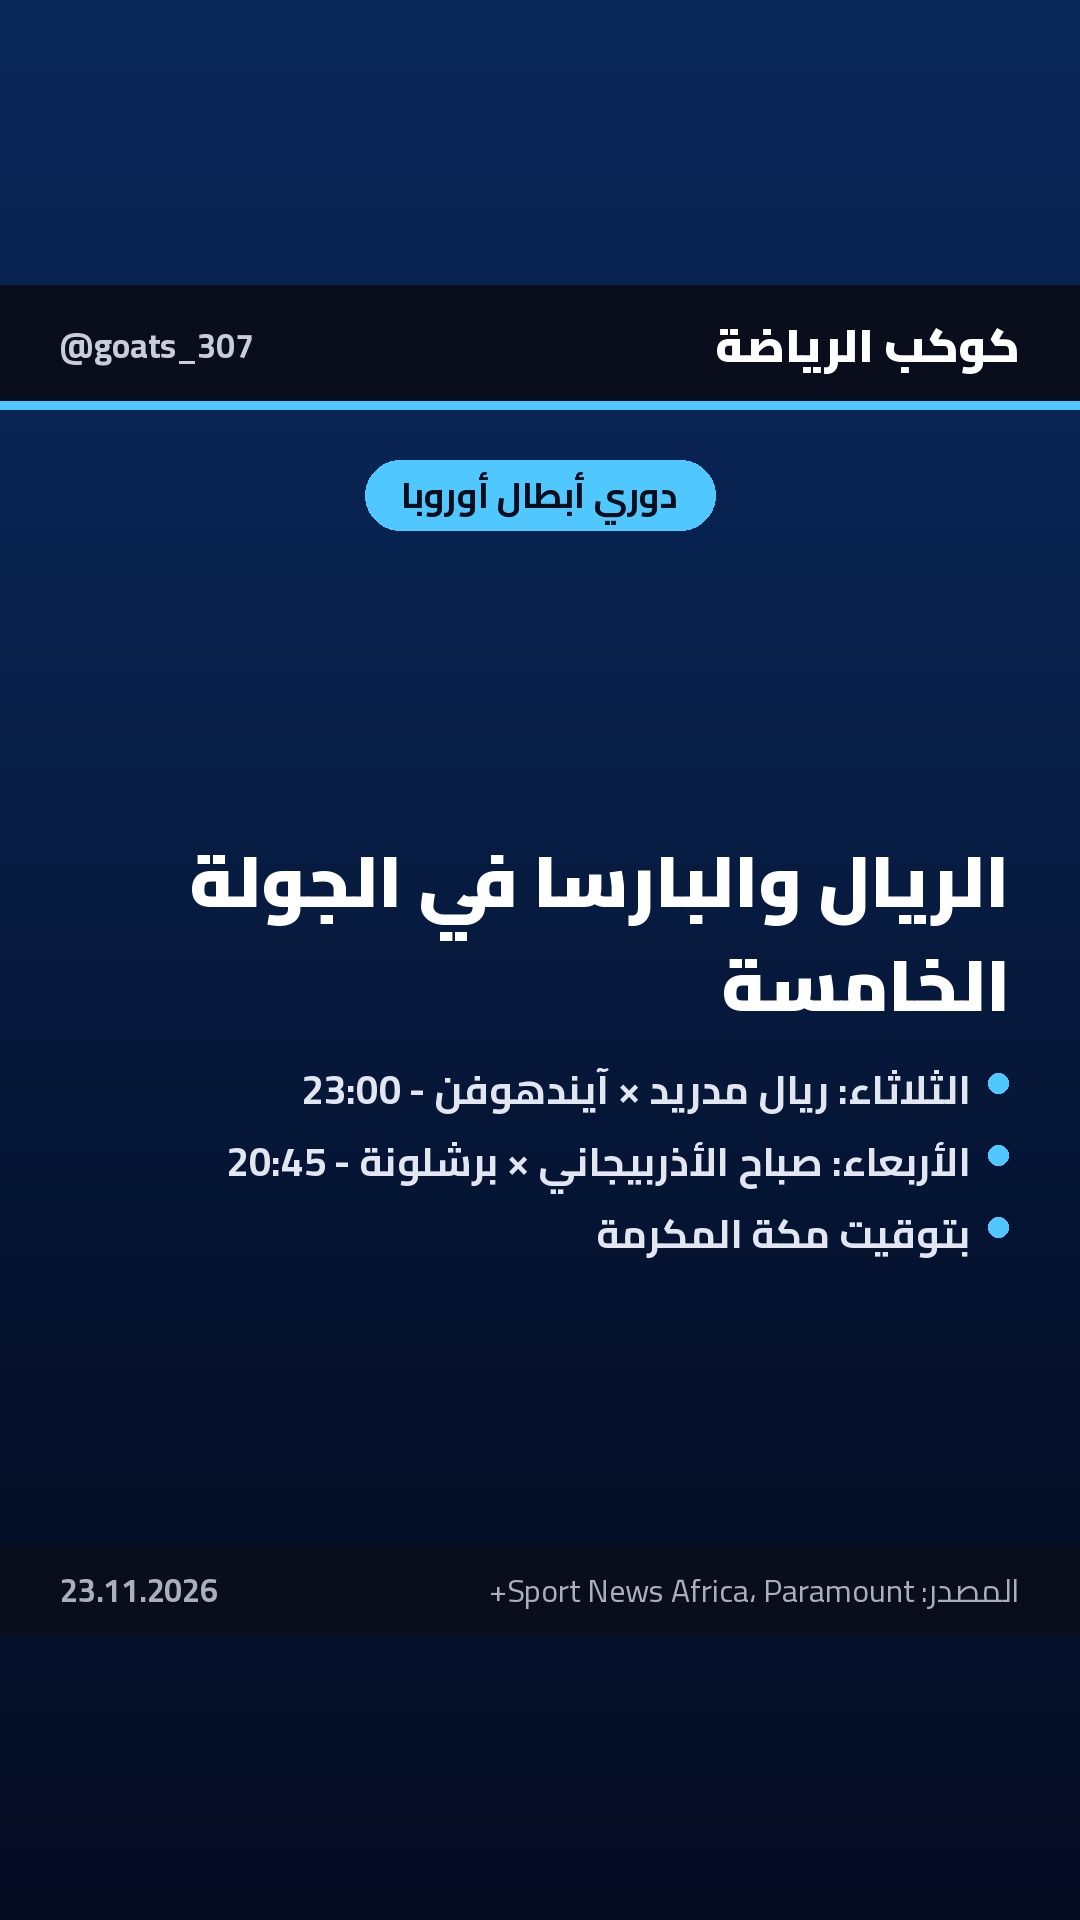 كوكب الرياضة
@goats_307
دوري أبطال أوروبا
الريال والبارسا في الجولة
الخامسة
الثلاثاء: ريال مدريد × آيندهوفن - 23:00
الأربعاء: صباح الأذربيجاني × برشلونة - 20:45
بتوقيت مكة المكرمة
المصدر: Sport News Africa، Paramount+
23.11.2026